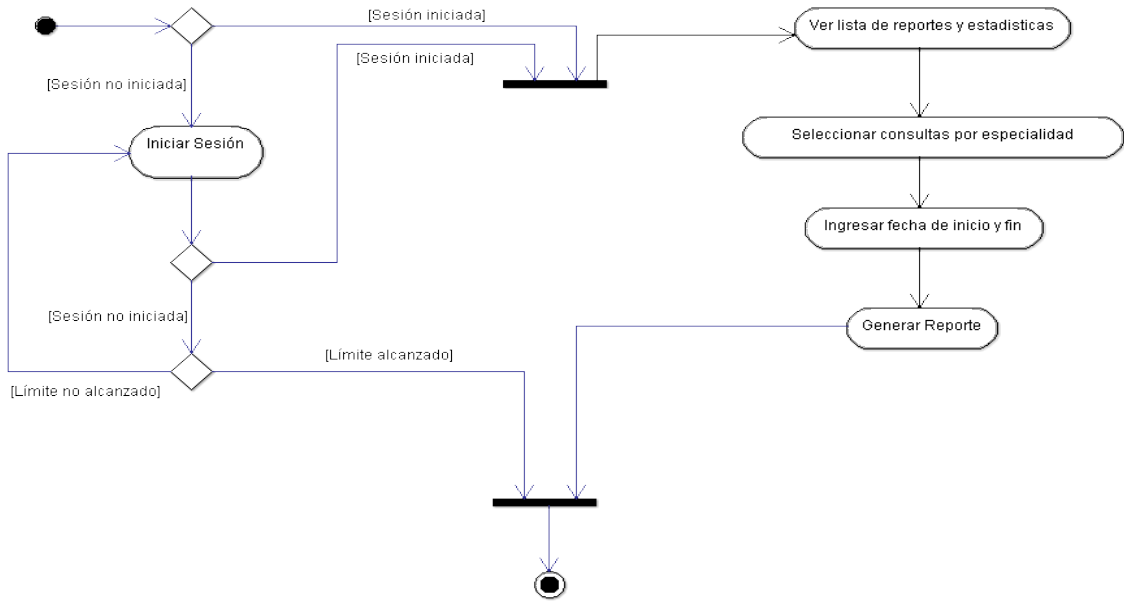 [Sesión iniciada]
Ver lista de reportes y estadisticas
[Sesión iniciada]
[Sesión no iniciada]
Iniciar Sesión
Seleccionar consultas por especialidad
Ingresar fecha de inicio y fin
[Sesión no iniciada]
Generar Reporte
[Límite alcanzado]
[Límite no alcanzado]